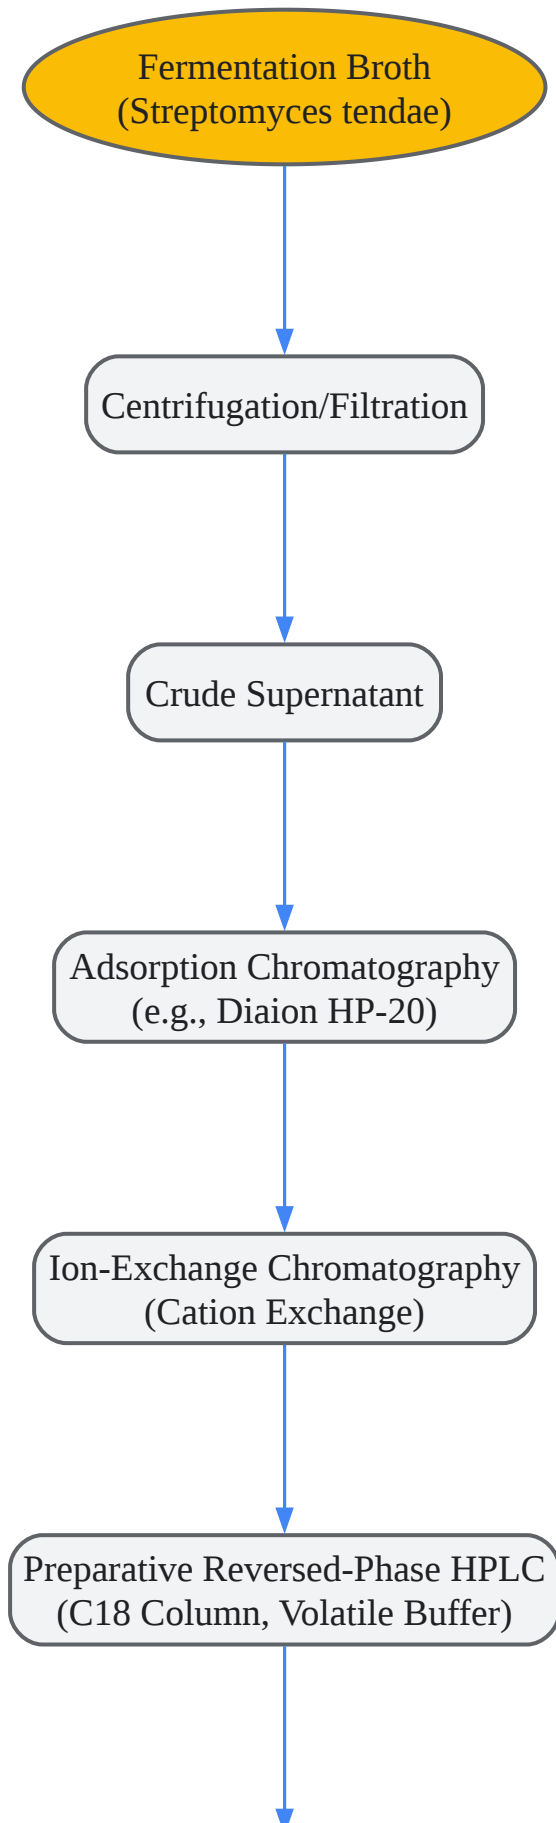 Fermentation Broth
(Streptomyces tendae)
Centrifugation/Filtration
Crude Supernatant
Adsorption Chromatography
(e.g., Diaion HP-20)
Ion-Exchange Chromatography
(Cation Exchange)
Preparative Reversed-Phase HPLC
(C18 Column, Volatile Buffer)